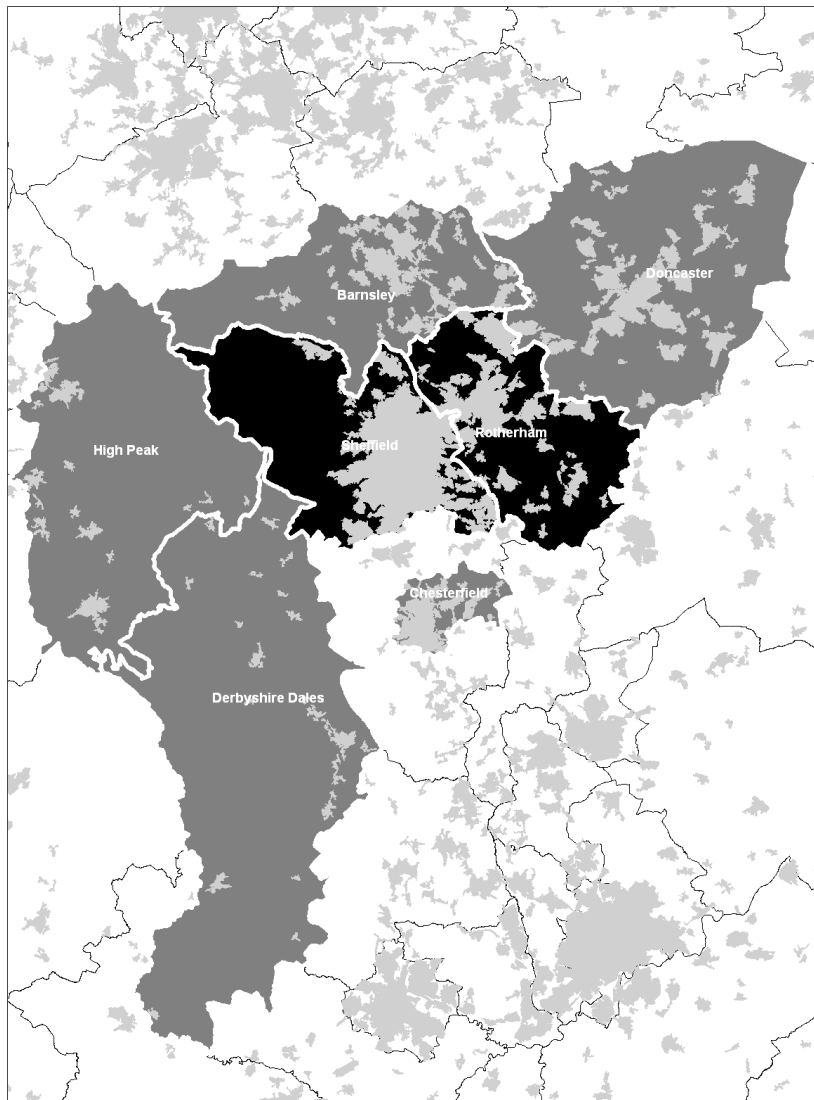 Doncaster
Barnsley
Rotherham
Sheffield
High Peak
Chesterfield
Derbyshire Dales